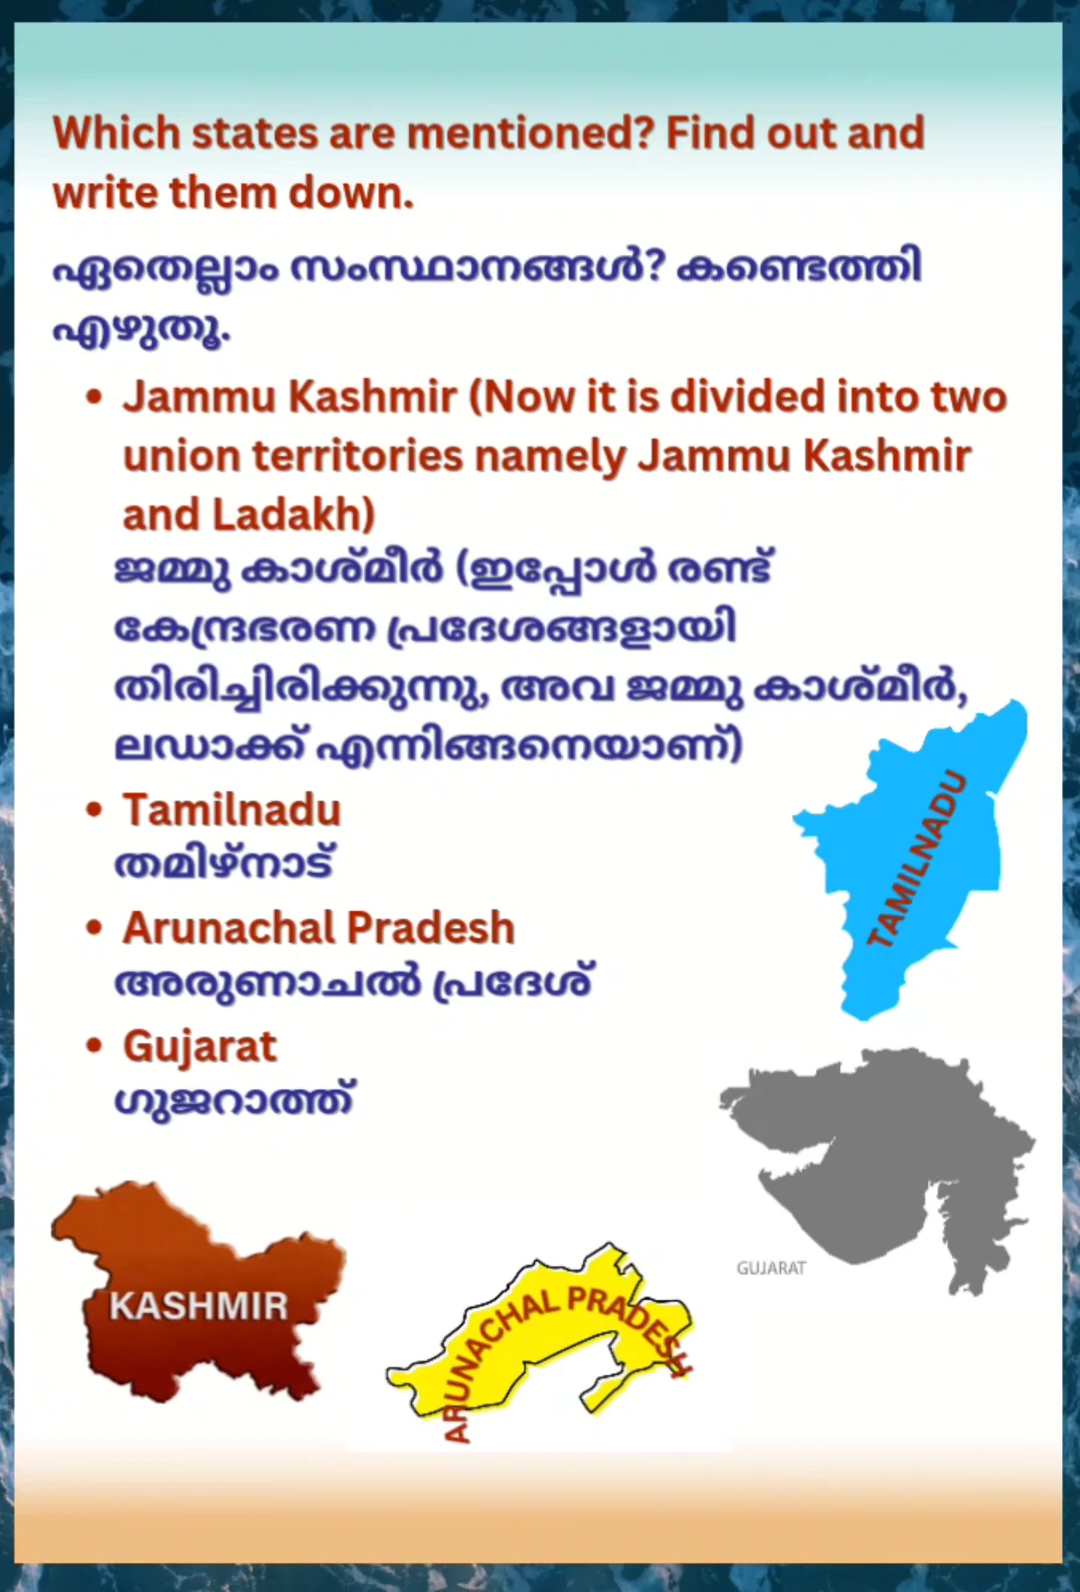 Which states are mentioned? Find out and
write them down.
ഏതെല്ലാം സംസ്ഥാനങ്ങൾ? കണ്ടെത്തി
എഴുതൂ.
• Jammu Kashmir (Now it is divided into two
union territories namely Jammu Kashmir
and Ladakh)
ജമ്മു കാശ്മീർ (ഇപ്പോൾ രണ്ട്
കേന്ദ്രഭരണ പ്രദേശങ്ങളായി
തിരിച്ചിരിക്കുന്നു, അവ ജമ്മു കാശ്മീർ,
ലഡാക്ക് എന്നിങ്ങനെയാണ്)
• Tamilnadu
തമിഴ്നാട്
• Arunachal Pradesh
അരുണാചൽ പ്രദേശ്
• Gujarat
ഗുജറാത്ത്
TAMILNADU
GUJARAT
KASHMIR
ARUNACHAL PRADESH